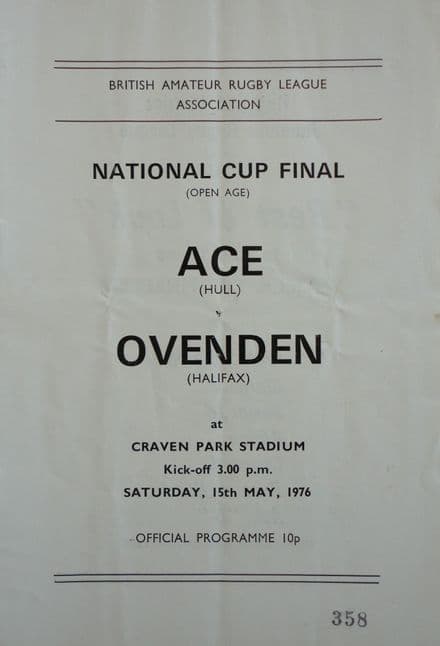 BRITISH AMATEUR RUGBY LEAGUE
ASSOCIATION
NATIONAL CUP FINAL
(OPEN AGE)
ACE
(HULL)
v
OVENDEN
(HALIFAX)
at
CRAVEN PARK STADIUM
Kick-off 3.00 p.m.
SATURDAY, 15th MAY, 1976
OFFICIAL PROGRAMME 10p
358